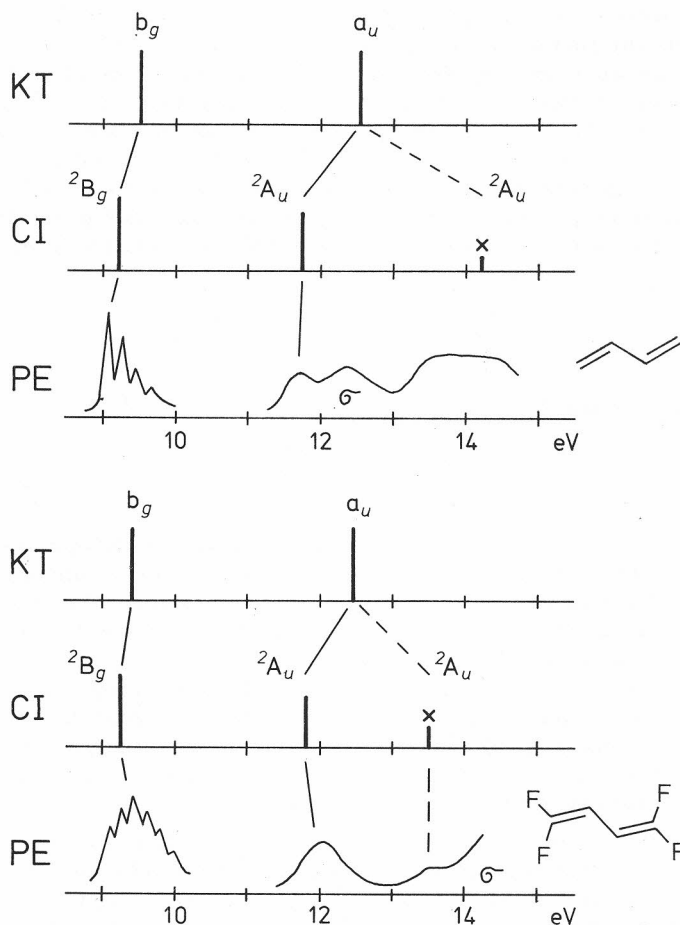 b_g a_u
KT
²B_g ²A_u ²A_u
CI ×
PE σ
10 12 14 eV
b_g a_u
KT
²B_g ²A_u ²A_u
CI ×
F F
PE σ F F
10 12 14 eV